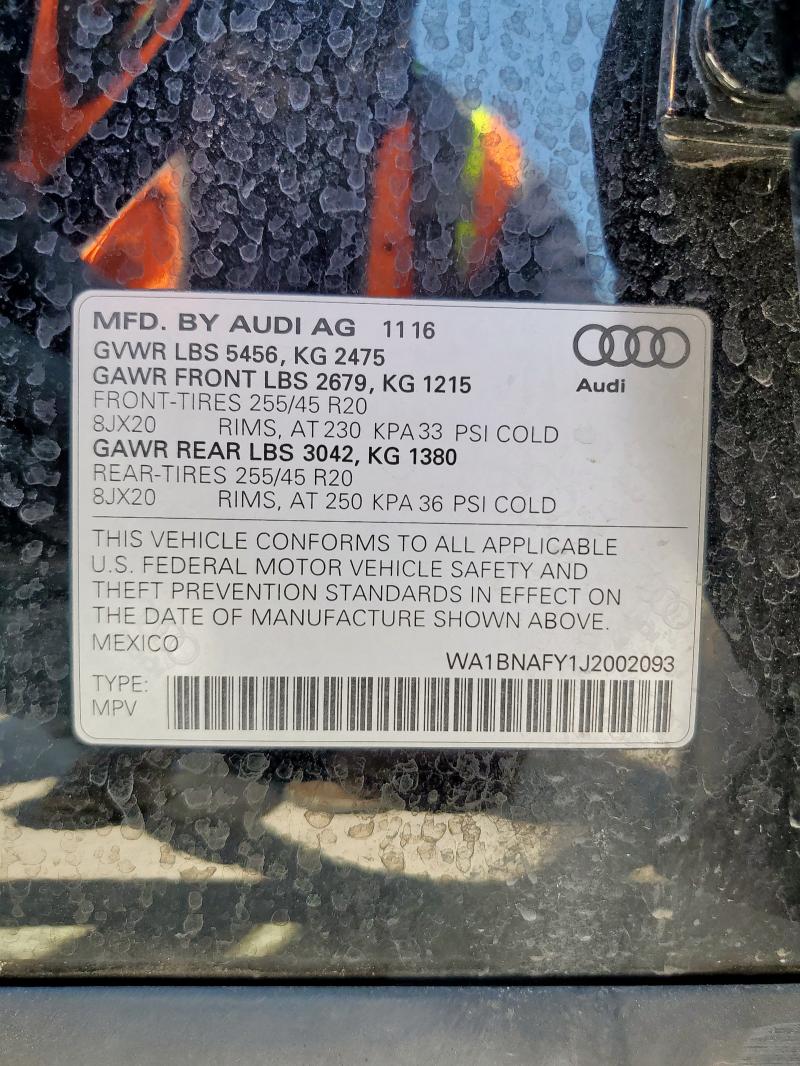 MFD. BY AUDI AG 11 16
GVWR LBS 5456, KG 2475
GAWR FRONT LBS 2679, KG 1215
FRONT-TIRES 255/45 R20
8JX20 RIMS, AT 230 KPA 33 PSI COLD
GAWR REAR LBS 3042, KG 1380
REAR-TIRES 255/45 R20
8JX20 RIMS, AT 250 KPA 36 PSI COLD
Audi
THIS VEHICLE CONFORMS TO ALL APPLICABLE
U.S. FEDERAL MOTOR VEHICLE SAFETY AND
THEFT PREVENTION STANDARDS IN EFFECT ON
THE DATE OF MANUFACTURE SHOWN ABOVE.
MEXICO
WA1BNAFY1J2002093
TYPE:
MPV